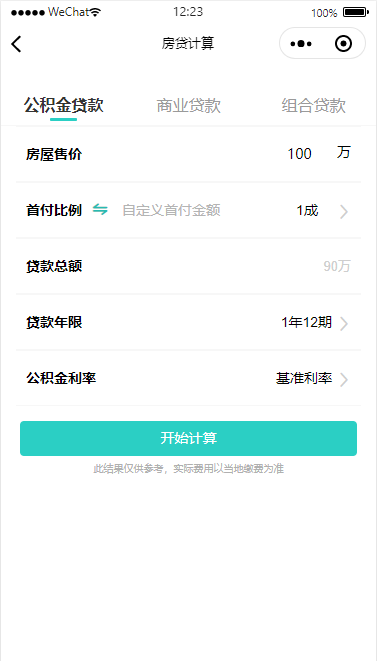 WeChat 12:23 100%
房贷计算
公积金贷款 商业贷款 组合贷款
房屋售价 100 万
首付比例 自定义首付金额 1成
贷款总额 90万
贷款年限 1年12期
公积金利率 基准利率
开始计算
此结果仅供参考，实际费用以当地缴费为准